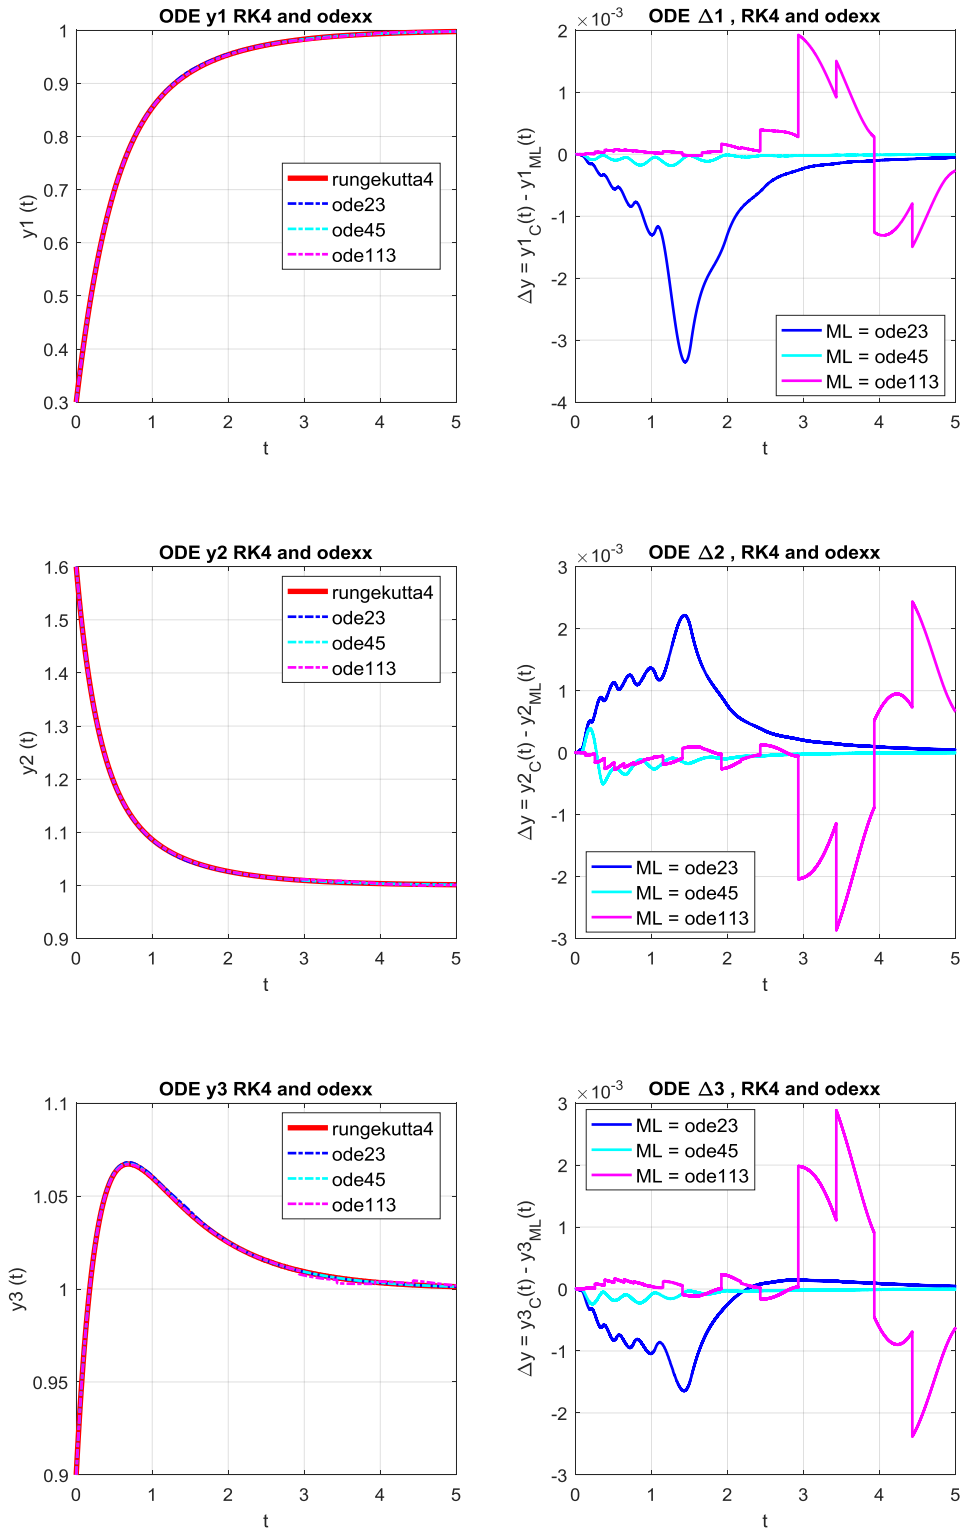 ODE y1 RK4 and odexx
1
0.9
0.8
0.7
0.6
0.5
0.4
0.3
y1 (t)
rungekutta4
ode23
ode45
ode113
0 1 2 3 4 5
t
×10-3
ODE Δ1 , RK4 and odexx
2
1
0
-1
-2
-3
-4
Δy = y1C(t) - y1ML(t)
ML = ode23
ML = ode45
ML = ode113
0 1 2 3 4 5
t
ODE y2 RK4 and odexx
1.6
1.5
1.4
1.3
1.2
1.1
1
0.9
y2 (t)
rungekutta4
ode23
ode45
ode113
0 1 2 3 4 5
t
×10-3
ODE Δ2 , RK4 and odexx
3
2
1
0
-1
-2
-3
Δy = y2C(t) - y2ML(t)
ML = ode23
ML = ode45
ML = ode113
0 1 2 3 4 5
t
ODE y3 RK4 and odexx
1.1
1.05
1
0.95
0.9
y3 (t)
rungekutta4
ode23
ode45
ode113
0 1 2 3 4 5
t
×10-3
ODE Δ3 , RK4 and odexx
3
2
1
0
-1
-2
-3
Δy = y3C(t) - y3ML(t)
ML = ode23
ML = ode45
ML = ode113
0 1 2 3 4 5
t